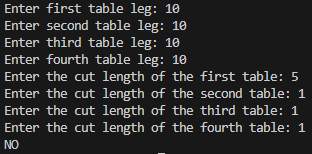 Enter first table leg: 10
Enter second table leg: 10
Enter third table leg: 10
Enter fourth table leg: 10
Enter the cut length of the first table: 5
Enter the cut length of the second table: 1
Enter the cut length of the third table: 1
Enter the cut length of the fourth table: 1
NO